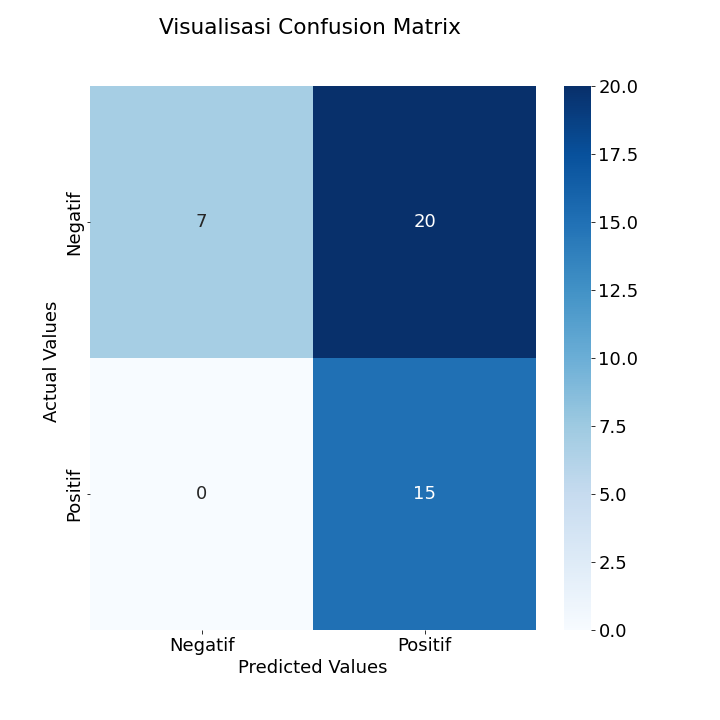 Visualisasi Confusion Matrix
Actual Values
Negatif
Positif
7
20
0
15
Negatif
Positif
Predicted Values
20.0
17.5
15.0
12.5
10.0
7.5
5.0
2.5
0.0